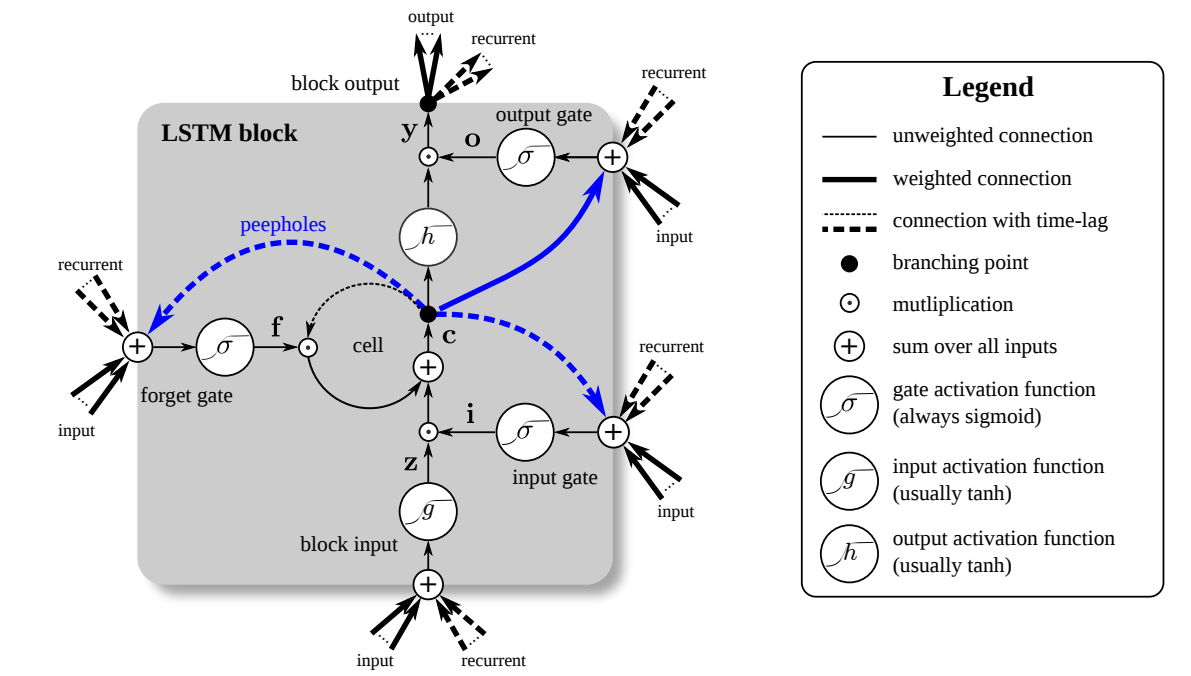 output
recurrent
block output
recurrent
LSTM block
y
o
output gate
σ
input
peepholes
h
recurrent
f
σ
cell
c
forget gate
input
recurrent
i
σ
z
input gate
input
g
block input
input
recurrent
Legend
unweighted connection
weighted connection
connection with time-lag
branching point
mutliplication
sum over all inputs
σ
gate activation function
(always sigmoid)
g
input activation function
(usually tanh)
h
output activation function
(usually tanh)